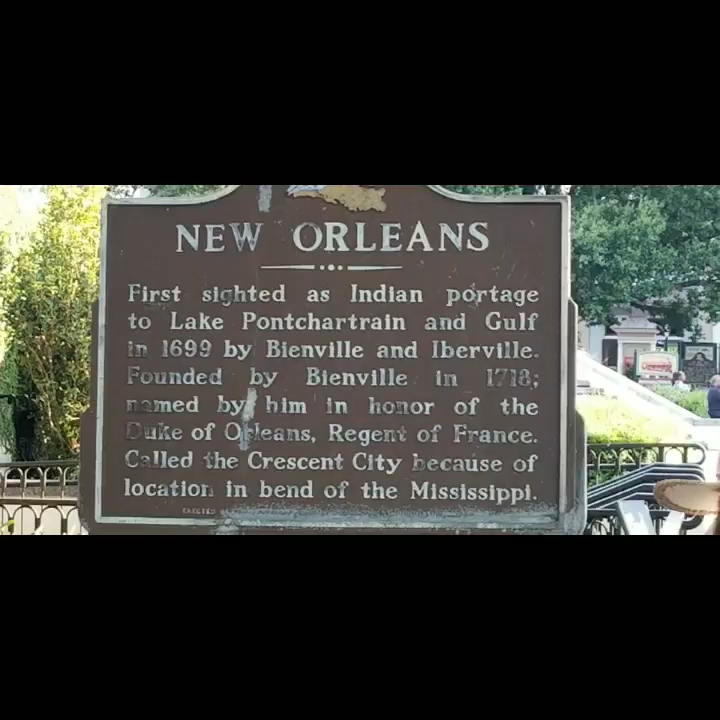 NEW ORLEANS
First sighted as Indian portage
to Lake Pontchartrain and Gulf
in 1699 by Bienville and Iberville.
Founded by Bienville in 1718;
named by him in honor of the
Duke of Orleans, Regent of France.
Called the Crescent City because of
location in bend of the Mississippi.
ERECTED